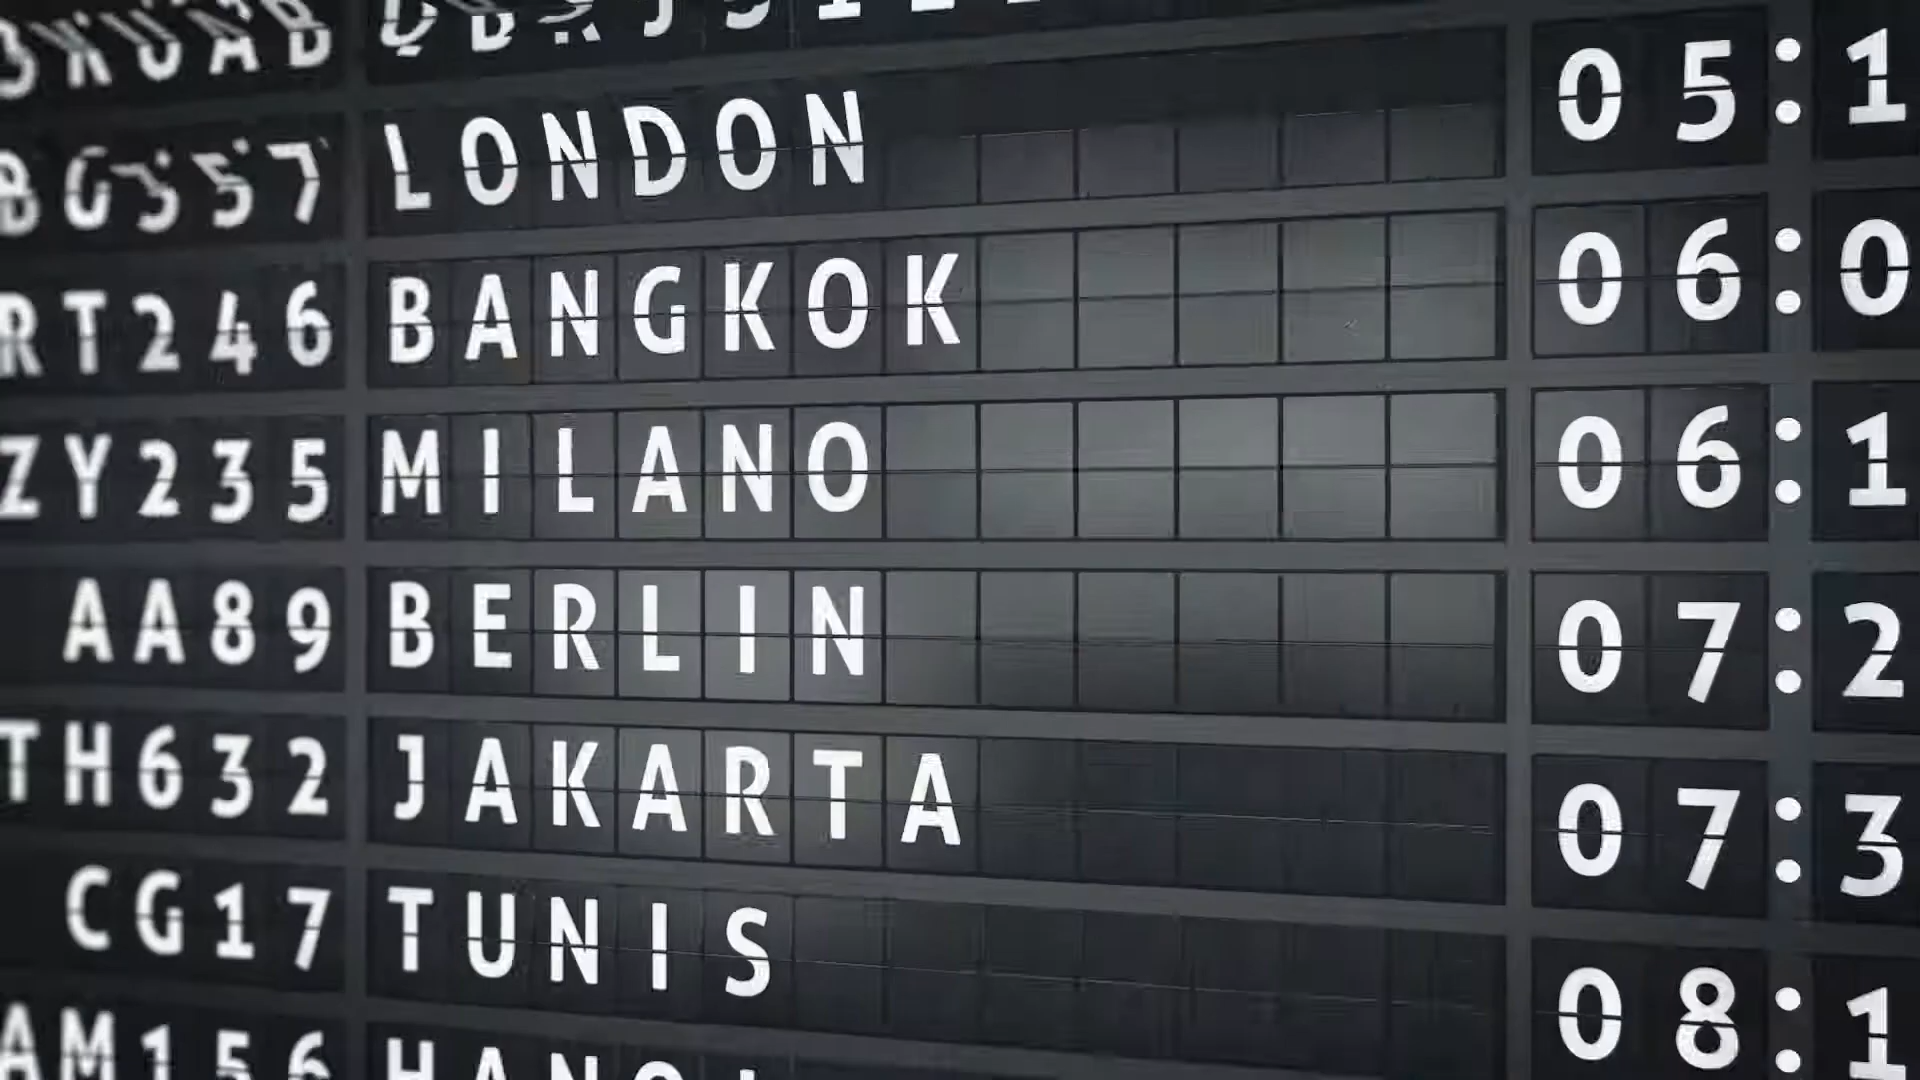 LONDON 05:1
RT246 BANGKOK 06:0
ZY235 MILANO 06:1
AA89 BERLIN 07:2
TH632 JAKARTA 07:3
CG17 TUNIS 08:1
AM156